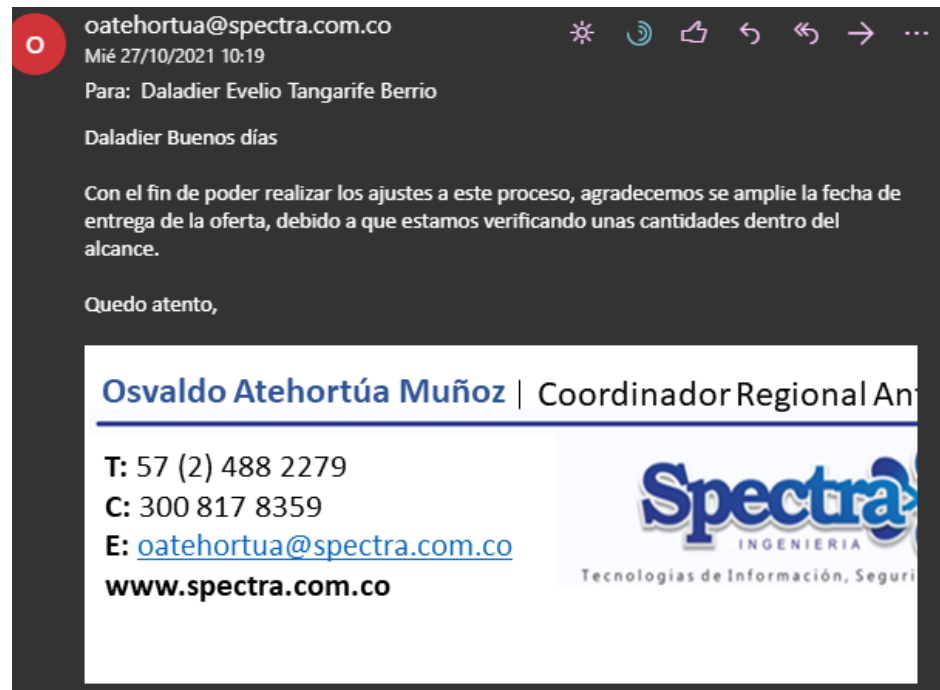 O
oatehortua@spectra.com.co
Mié 27/10/2021 10:19
Para: Daladier Evelio Tangarife Berrio
Daladier Buenos días
Con el fin de poder realizar los ajustes a este proceso, agradecemos se amplie la fecha de
entrega de la oferta, debido a que estamos verificando unas cantidades dentro del
alcance.
Quedo atento,
Osvaldo Atehortúa Muñoz | Coordinador Regional Ant
T: 57 (2) 488 2279
C: 300 817 8359
E: oatehortua@spectra.com.co
www.spectra.com.co
Spectra
INGENIERIA
Tecnologias de Información, Seguri